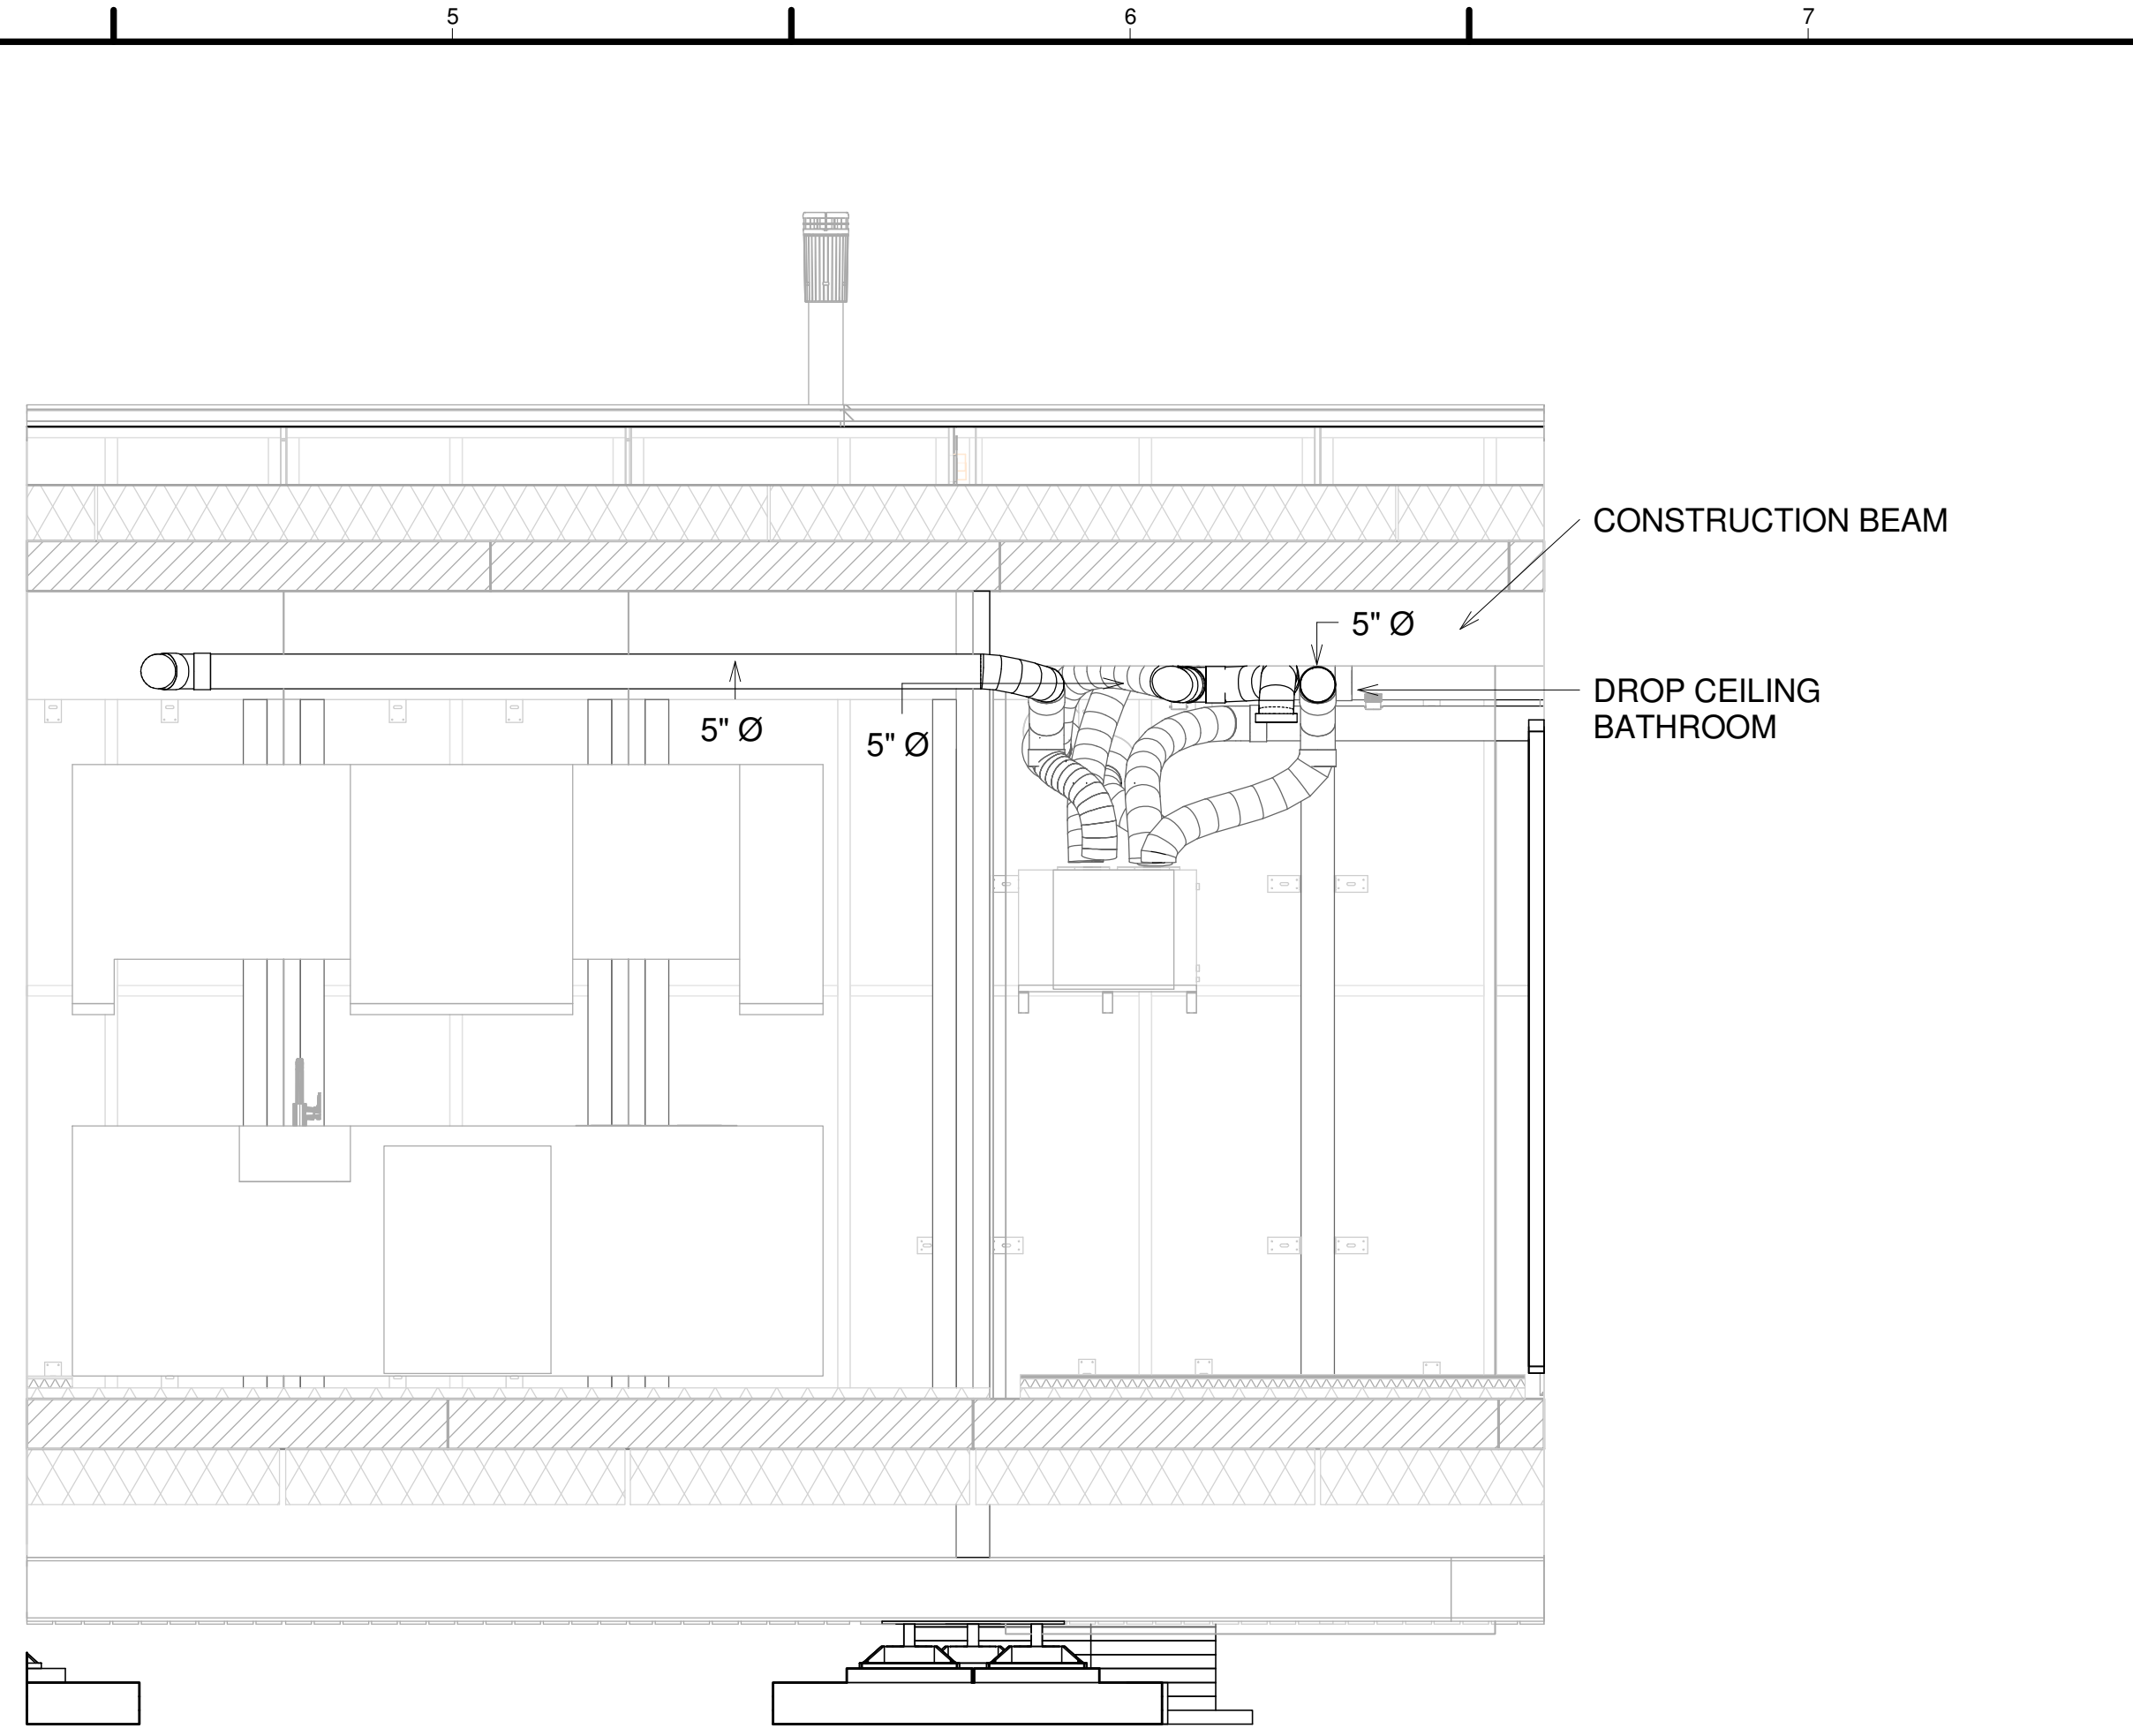 5 6 7
CONSTRUCTION BEAM
5" Ø
DROP CEILING
BATHROOM
5" Ø
5" Ø